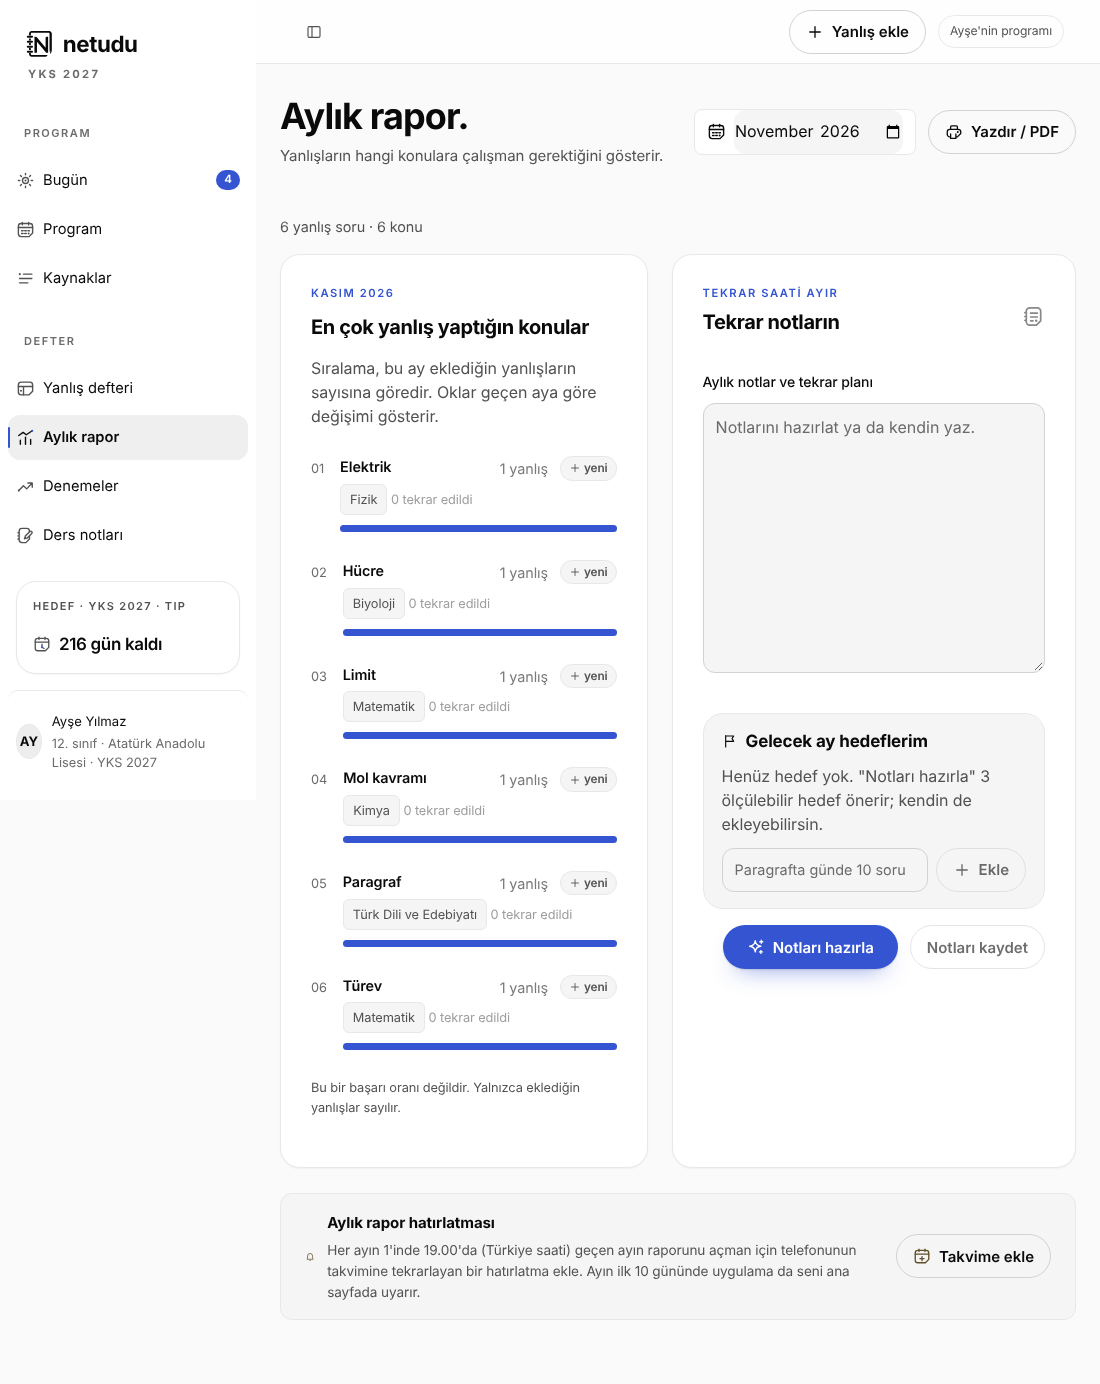 netudu
YKS 2027
PROGRAM
Bugün
4
Program
Kaynaklar
DEFTER
Yanlış defteri
Aylık rapor
Denemeler
Ders notları
HEDEF · YKS 2027 · TIP
216 gün kaldı
AY
Ayşe Yılmaz
12. sınıf · Atatürk Anadolu
Lisesi · YKS 2027
Yanlış ekle
Ayşe'nin programı
Aylık rapor.
Yanlışların hangi konulara çalışman gerektiğini gösterir.
November 2026
Yazdır / PDF
6 yanlış soru · 6 konu
KASIM 2026
En çok yanlış yaptığın konular
Sıralama, bu ay eklediğin yanlışların
sayısına göredir. Oklar geçen aya göre
değişimi gösterir.
01 Elektrik 1 yanlış + yeni
Fizik 0 tekrar edildi
02 Hücre 1 yanlış + yeni
Biyoloji 0 tekrar edildi
03 Limit 1 yanlış + yeni
Matematik 0 tekrar edildi
04 Mol kavramı 1 yanlış + yeni
Kimya 0 tekrar edildi
05 Paragraf 1 yanlış + yeni
Türk Dili ve Edebiyatı 0 tekrar edildi
06 Türev 1 yanlış + yeni
Matematik 0 tekrar edildi
Bu bir başarı oranı değildir. Yalnızca eklediğin
yanlışlar sayılır.
TEKRAR SAATİ AYIR
Tekrar notların
Aylık notlar ve tekrar planı
Notlarını hazırlat ya da kendin yaz.
Gelecek ay hedeflerim
Henüz hedef yok. "Notları hazırla" 3
ölçülebilir hedef önerir; kendin de
ekleyebilirsin.
Paragrafta günde 10 soru
Ekle
Notları hazırla
Notları kaydet
Aylık rapor hatırlatması
Her ayın 1'inde 19.00'da (Türkiye saati) geçen ayın raporunu açman için telefonunun
takvimine tekrarlayan bir hatırlatma ekle. Ayın ilk 10 gününde uygulama da seni ana
sayfada uyarır.
Takvime ekle